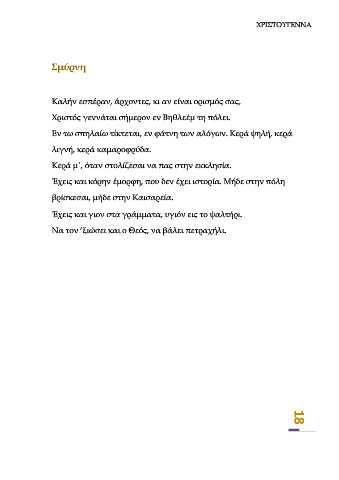 ΧΡΙΣΤΟΥΓΕΝΝΑ
Σμύρνη
Καλήν εσπέραν, άρχοντες, κι αν είναι ορισμός σας,
Χριστός γεννάται σήμερον εν Βηθλεέμ τη πόλει.
Εν τω σπηλαίω τίκτεται, εν φάτνη των αλόγων. Κερά ψηλή, κερά
λιγνή, κερά καμαροφρύδα.
Κερά μ΄, όταν στολίζεσαι να πας στην εκκλησία.
Έχεις και κόρην έμορφη, που δεν έχει ιστορία. Μήδε στην πόλη
βρίσκεσαι, μήδε στην Καισαρεία.
Έχεις και γιον στα γράμματα, υγιόν εις το ψαλτήρι.
Να τον ‘ξιώσει και ο Θεός, να βάλει πετραχήλι.
18